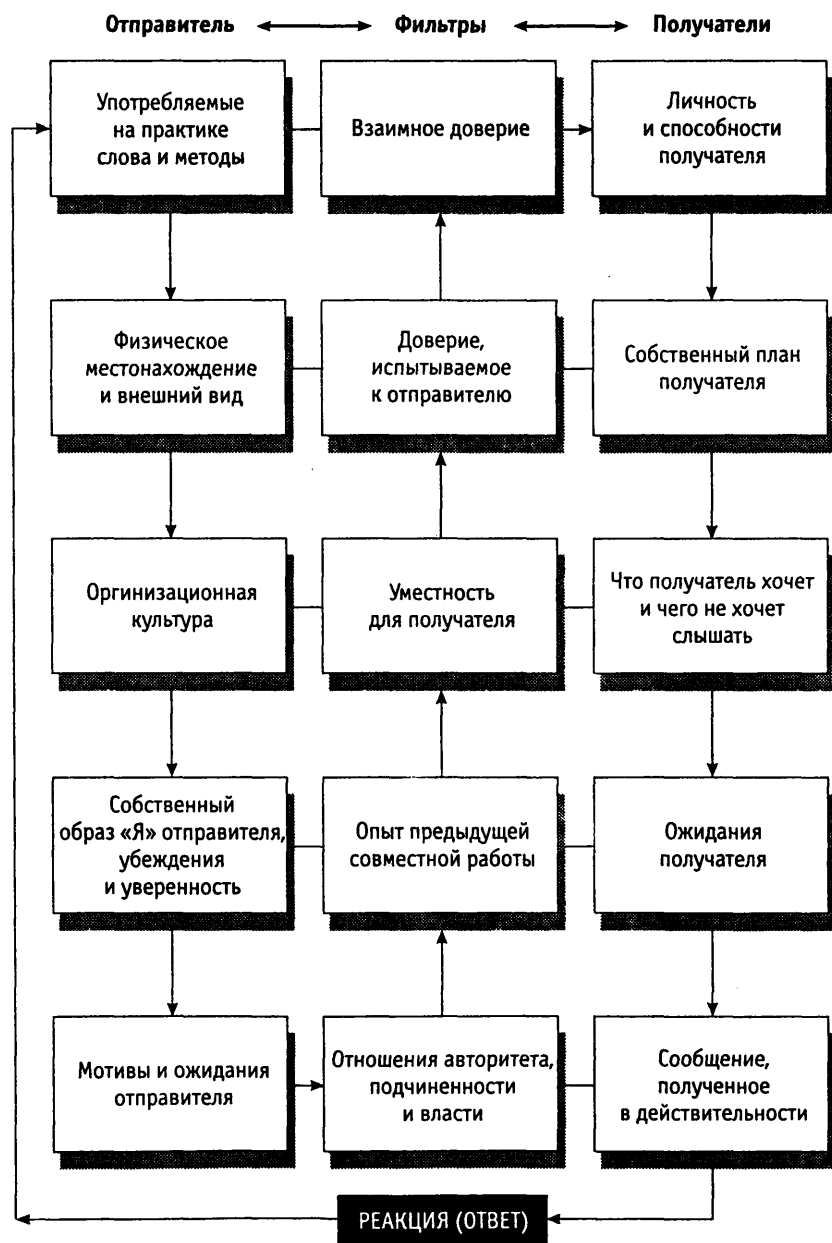 Отправитель Фильтры Получатели
Употребляемые
на практике
слова и методы
Взаимное доверие
Личность
и способности
получателя
Физическое
местонахождение
и внешний вид
Доверие,
испытываемое
к отправителю
Собственный план
получателя
Оргинизационная
культура
Уместность
для получателя
Что получатель хочет
и чего не хочет
слышать
Собственный
образ «Я» отправителя,
убеждения
и уверенность
Опыт предыдущей
совместной работы
Ожидания
получателя
Мотивы и ожидания
отправителя
Отношения авторитета,
подчиненности
и власти
Сообщение,
полученное
в действительности
РЕАКЦИЯ (ОТВЕТ)